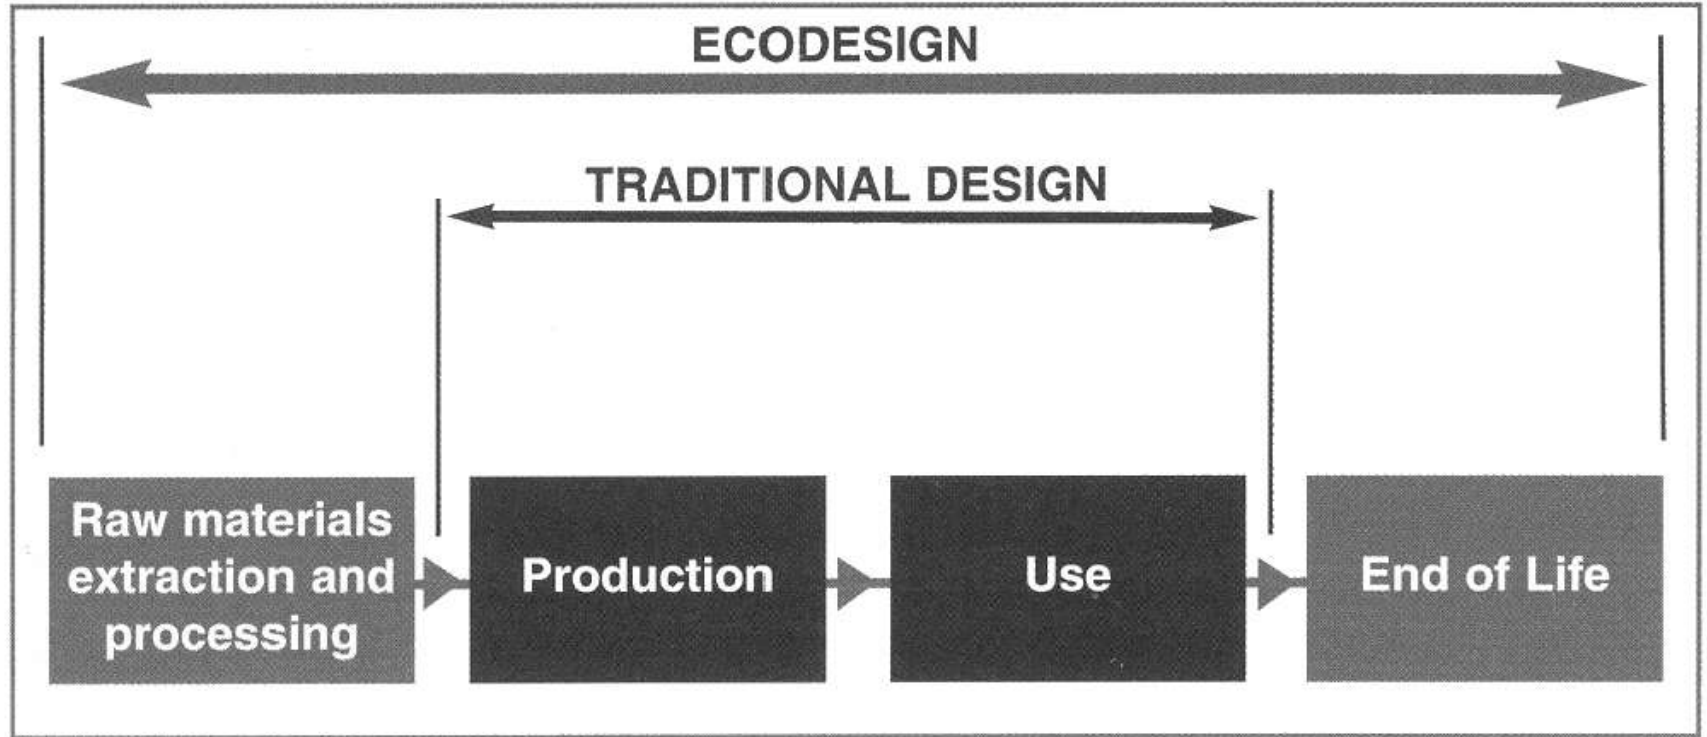 ECODESIGN
TRADITIONAL DESIGN
Raw materials
extraction and
processing
Production
Use
End of Life